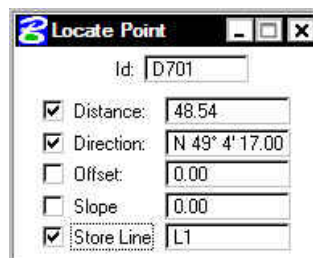 Locate Point
Id: D701
Distance: 48.54
Direction: N 49° 4' 17.00
Offset: 0.00
Slope 0.00
Store Line L1